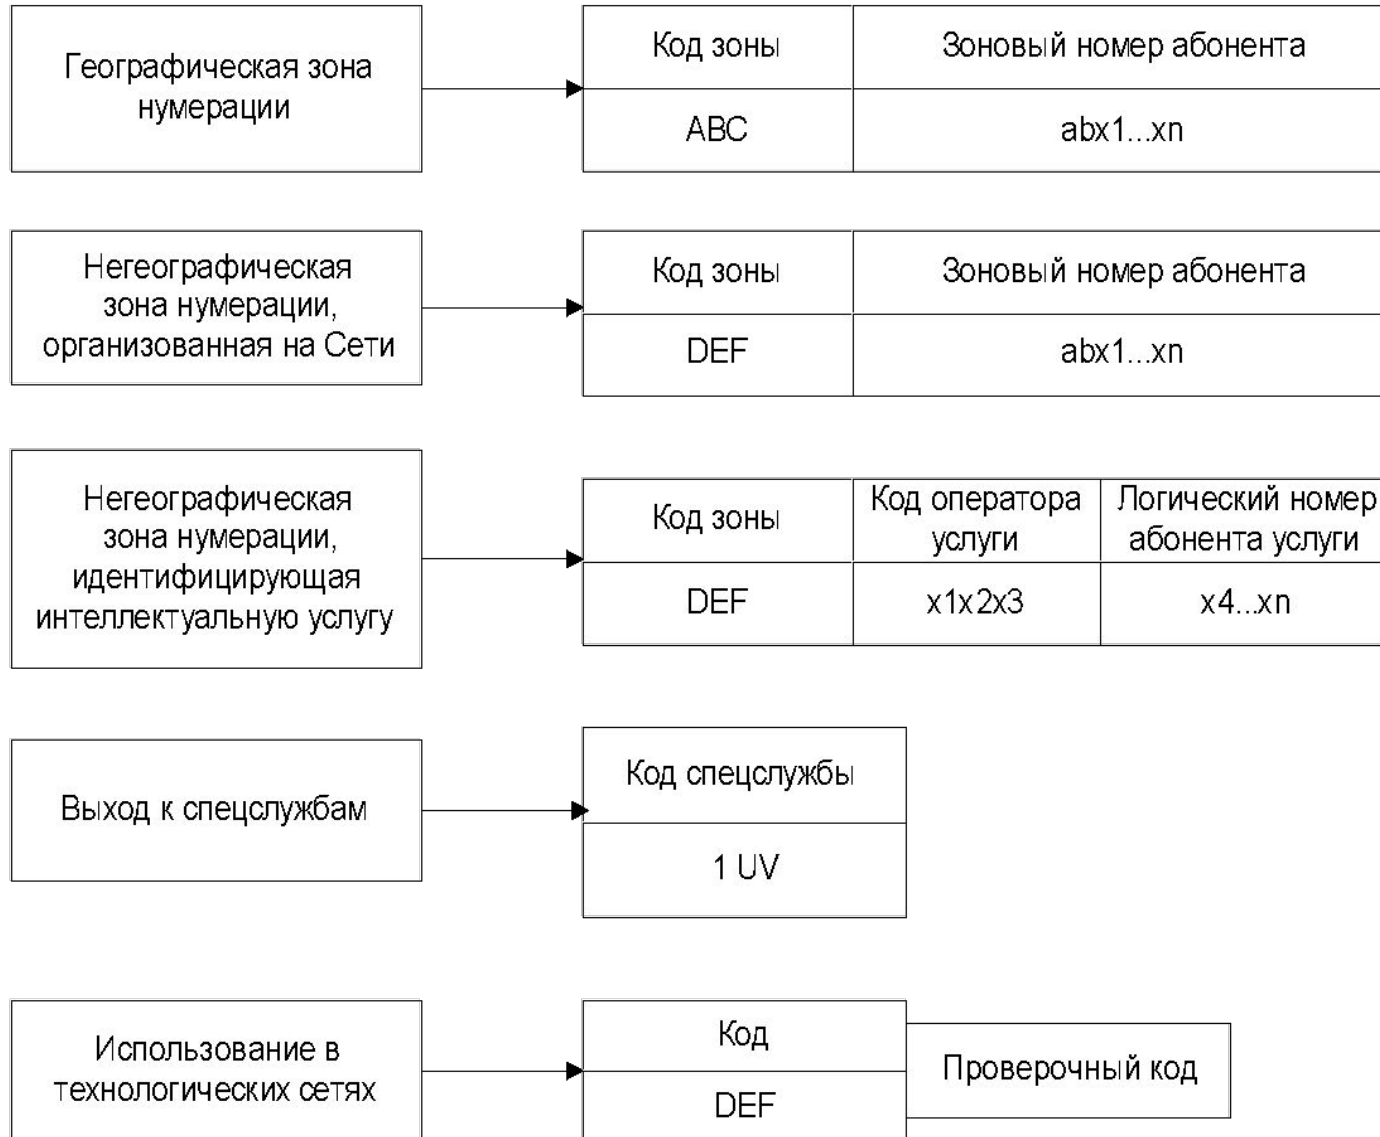 Географическая зона
нумерации
Код зоны
Зоновый номер абонента
ABC
abx1...xn
Негеографическая
зона нумерации,
организованная на Сети
Код зоны
Зоновый номер абонента
DEF
abx1...xn
Негеографическая
зона нумерации,
идентифицирующая
интеллектуальную услугу
Код зоны
Код оператора
услуги
Логический номер
абонента услуги
DEF
x1x2x3
x4...xn
Выход к спецслужбам
Код спецслужбы
1 UV
Использование в
технологических сетях
Код
DEF
Проверочный код